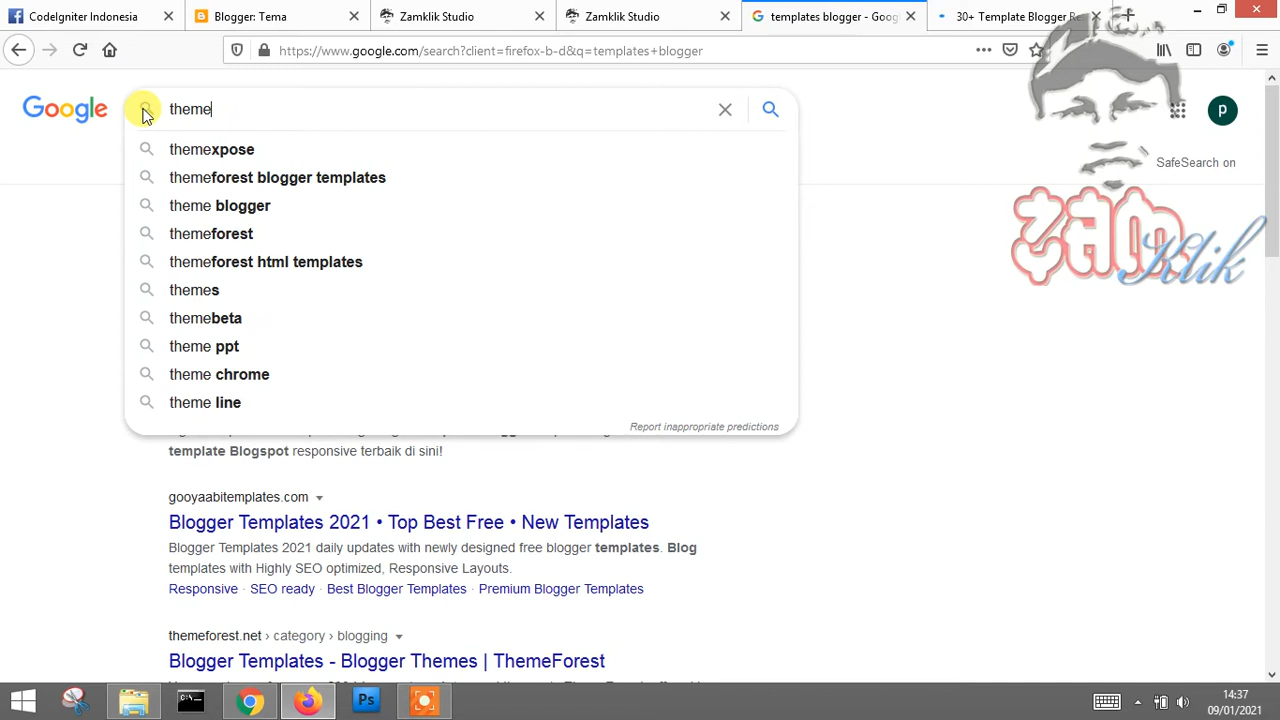 CodeIgniter Indonesia
Blogger: Tema
Zamklik Studio
Zamklik Studio
templates blogger - Goog
30+ Template Blogger Re
https://www.google.com/search?client=firefox-b-d&q=templates+blogger
Google
theme
P
SafeSearch on
themexpose
themeforest blogger templates
theme blogger
themeforest
themeforest html templates
themes
themebeta
theme ppt
theme chrome
theme line
Report inappropriate predictions
ZAM
Klik
template Blogspot responsive terbaik di sini!
gooyaabitemplates.com
Blogger Templates 2021 • Top Best Free • New Templates
Blogger Templates 2021 daily updates with newly designed free blogger templates. Blog
templates with Highly SEO optimized, Responsive Layouts.
Responsive · SEO ready · Best Blogger Templates · Premium Blogger Templates
themeforest.net › category › blogging
Blogger Templates - Blogger Themes | ThemeForest
Ps
14:37
09/01/2021